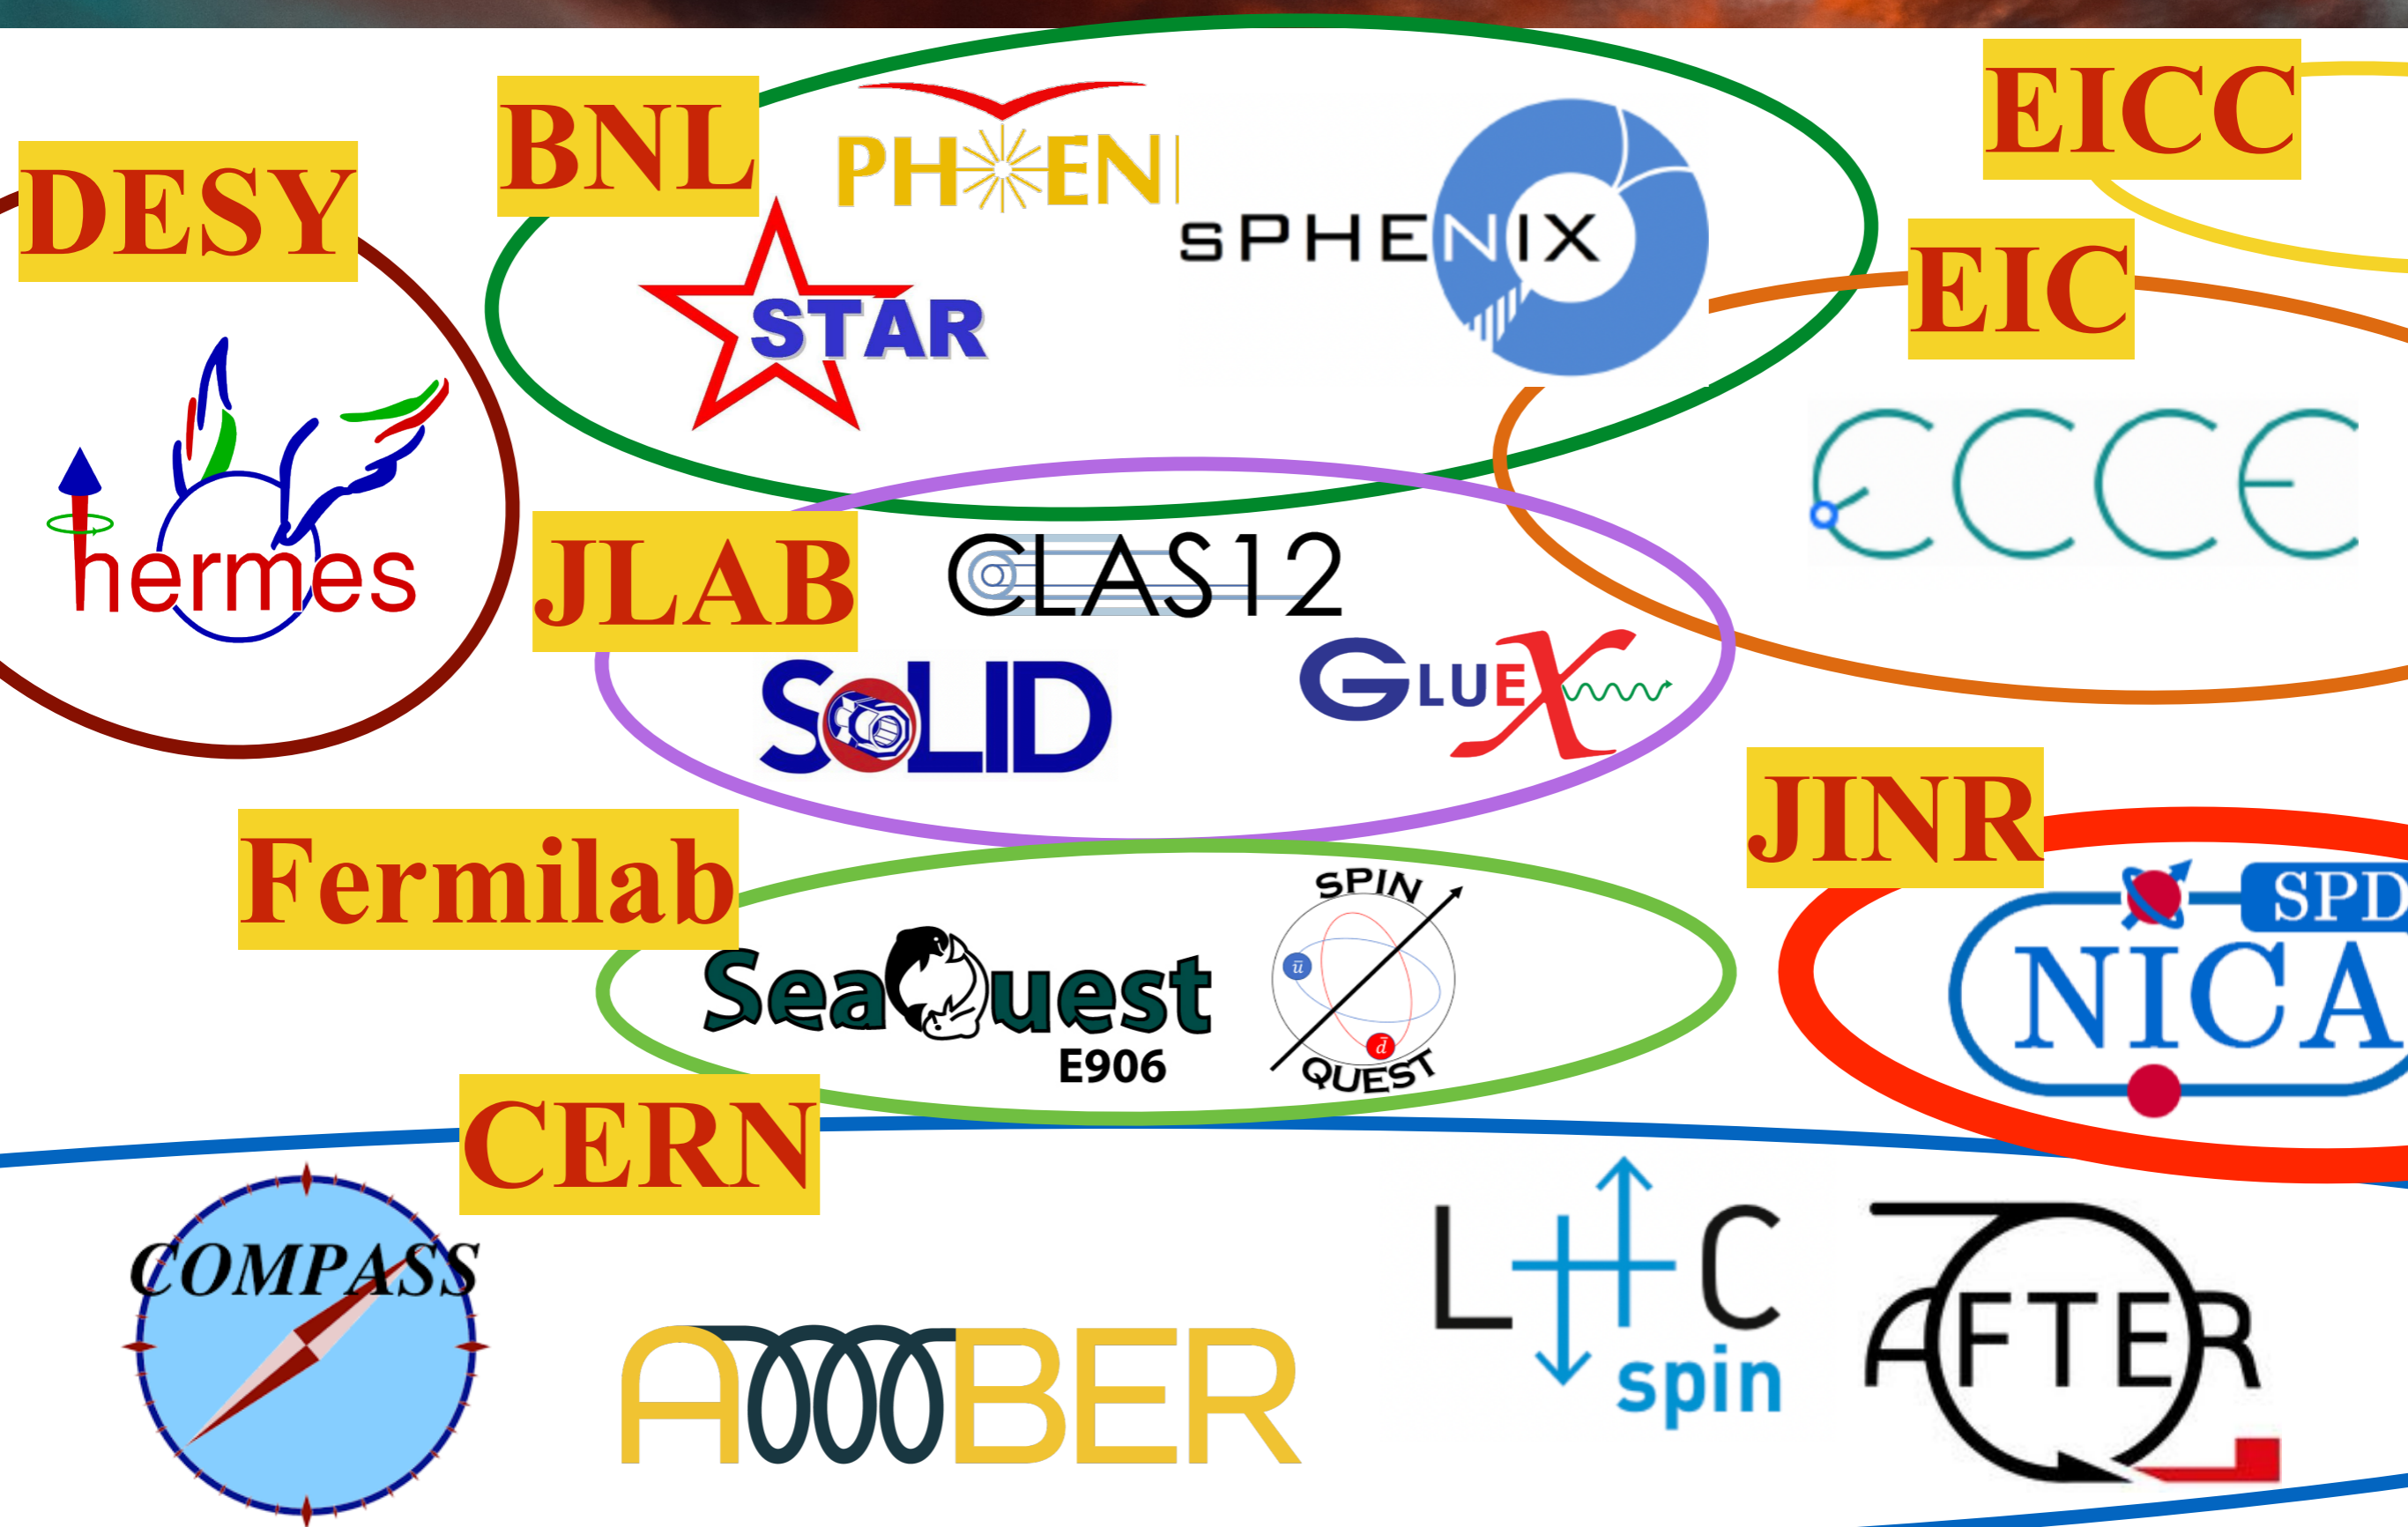 DESY
hermes
BNL
PHENI
STAR
sPHENIX
EICC
EIC
ECCE
JLAB
CLAS12
SOLID
GLUEX
Fermilab
SeaQuest
E906
SPIN
ū
d̄
QUEST
JINR
SPD
NICA
CERN
COMPASS
AMBER
LHC
spin
AFTER